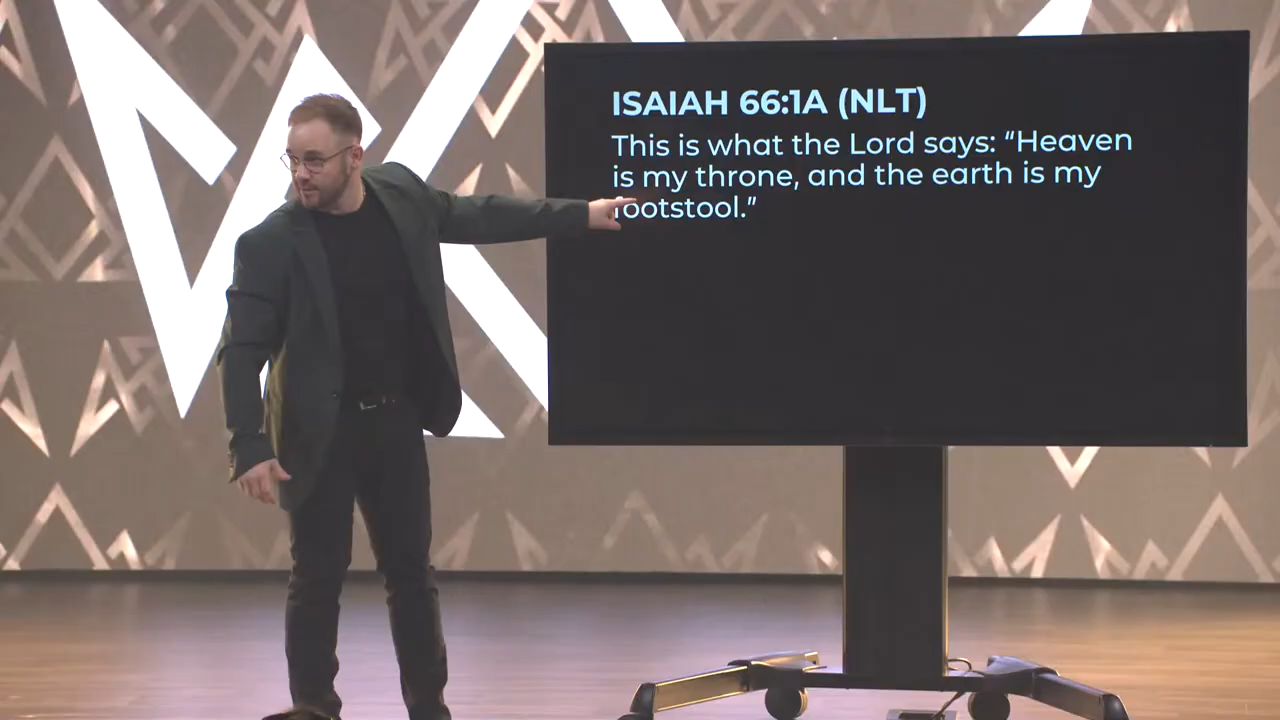 ISAIAH 66:1A (NLT)
This is what the Lord says: “Heaven
is my throne, and the earth is my
footstool.”